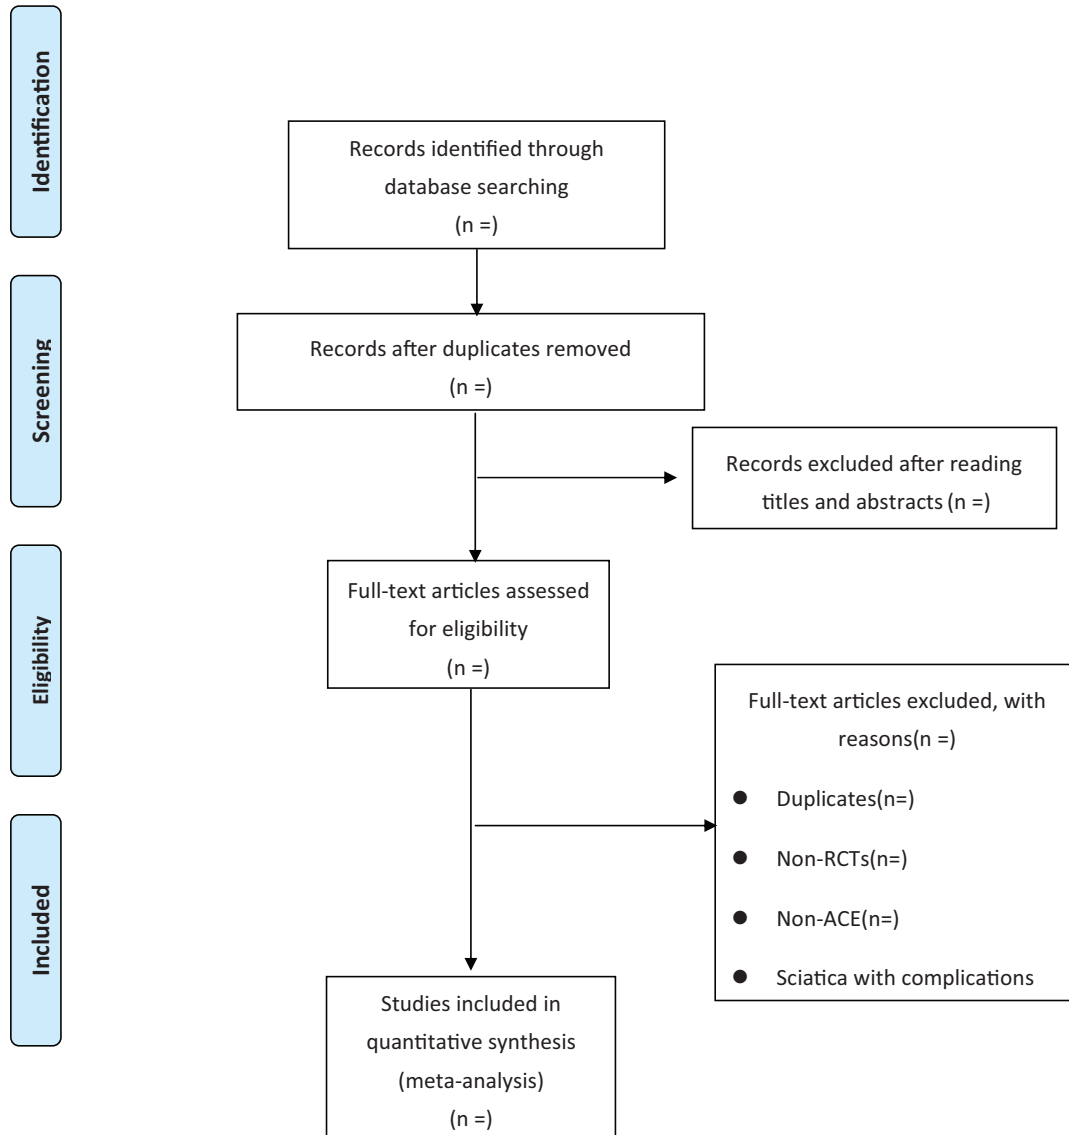 Identification
Records identified through
database searching
(n =)
Screening
Records after duplicates removed
(n =)
Records excluded after reading
titles and abstracts (n =)
Eligibility
Full-text articles assessed
for eligibility
(n =)
Full-text articles excluded, with
reasons(n =)
● Duplicates(n=)
● Non-RCTs(n=)
● Non-ACE(n=)
● Sciatica with complications
Included
Studies included in
quantitative synthesis
(meta-analysis)
(n =)